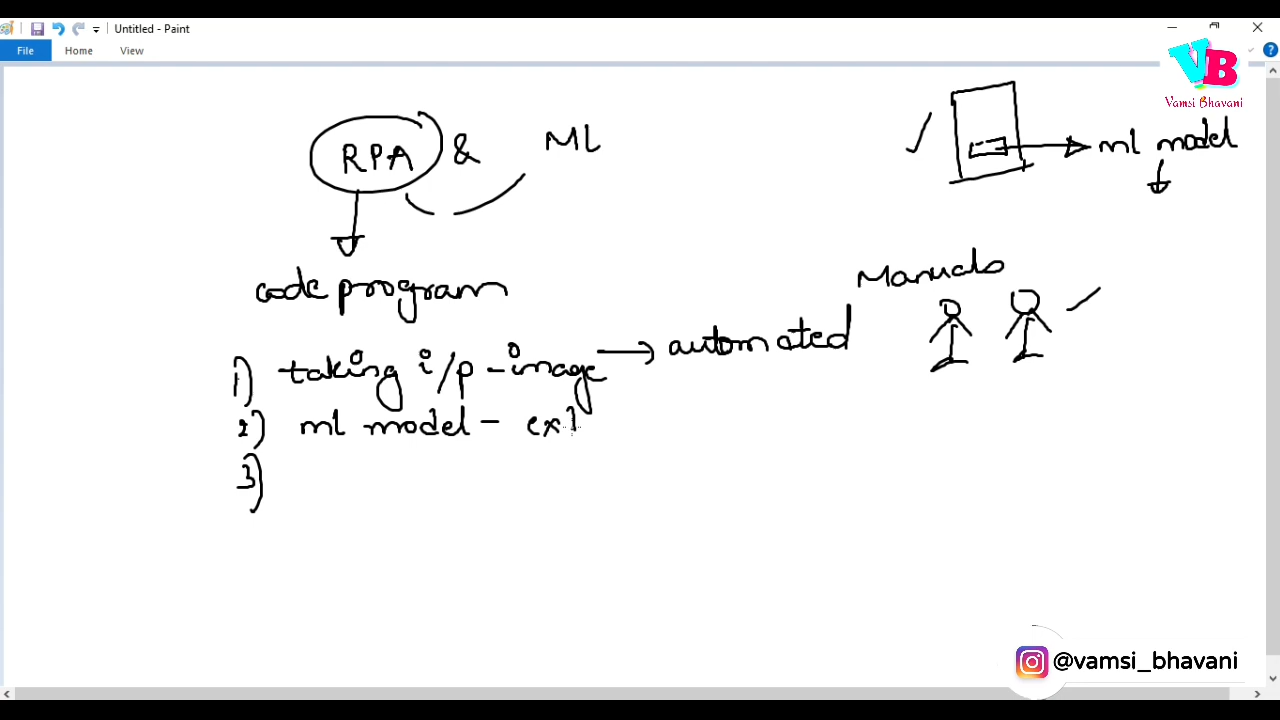 Untitled - Paint
File Home View
VB
Vamsi Bhavani
RPA & ML
ml model
code program
Manuals
1) taking i/p - image → automated
2) ml model - ext
3)
@vamsi_bhavani